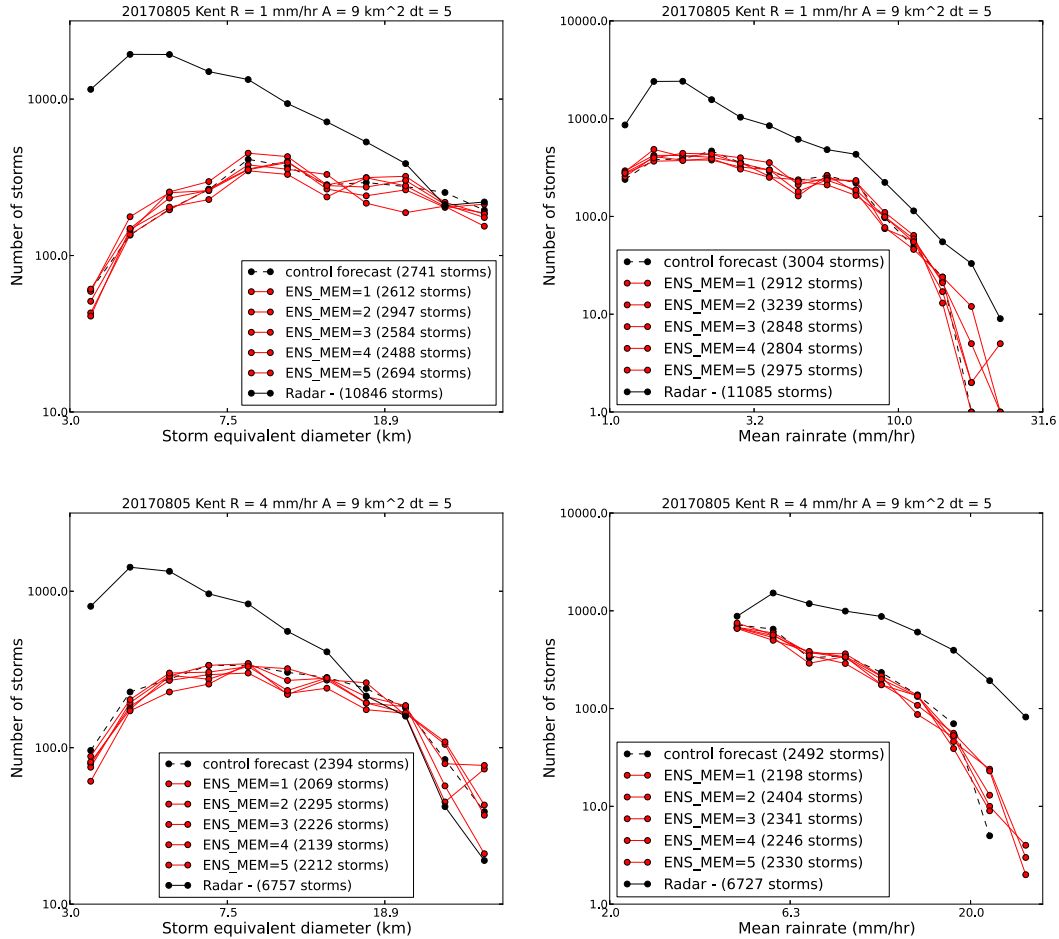 20170805 Kent R = 1 mm/hr A = 9 km^2 dt = 5
Number of storms
1000.0
100.0
10.0
control forecast (2741 storms)
ENS_MEM=1 (2612 storms)
ENS_MEM=2 (2947 storms)
ENS_MEM=3 (2584 storms)
ENS_MEM=4 (2488 storms)
ENS_MEM=5 (2694 storms)
Radar - (10846 storms)
3.0 7.5 18.9
Storm equivalent diameter (km)
20170805 Kent R = 1 mm/hr A = 9 km^2 dt = 5
Number of storms
10000.0
1000.0
100.0
10.0
1.0
control forecast (3004 storms)
ENS_MEM=1 (2912 storms)
ENS_MEM=2 (3239 storms)
ENS_MEM=3 (2848 storms)
ENS_MEM=4 (2804 storms)
ENS_MEM=5 (2975 storms)
Radar - (11085 storms)
1.0 3.2 10.0 31.6
Mean rainrate (mm/hr)
20170805 Kent R = 4 mm/hr A = 9 km^2 dt = 5
Number of storms
1000.0
100.0
10.0
control forecast (2394 storms)
ENS_MEM=1 (2069 storms)
ENS_MEM=2 (2295 storms)
ENS_MEM=3 (2226 storms)
ENS_MEM=4 (2139 storms)
ENS_MEM=5 (2212 storms)
Radar - (6757 storms)
3.0 7.5 18.9
Storm equivalent diameter (km)
20170805 Kent R = 4 mm/hr A = 9 km^2 dt = 5
Number of storms
10000.0
1000.0
100.0
10.0
1.0
control forecast (2492 storms)
ENS_MEM=1 (2198 storms)
ENS_MEM=2 (2404 storms)
ENS_MEM=3 (2341 storms)
ENS_MEM=4 (2246 storms)
ENS_MEM=5 (2330 storms)
Radar - (6727 storms)
2.0 6.3 20.0
Mean rainrate (mm/hr)